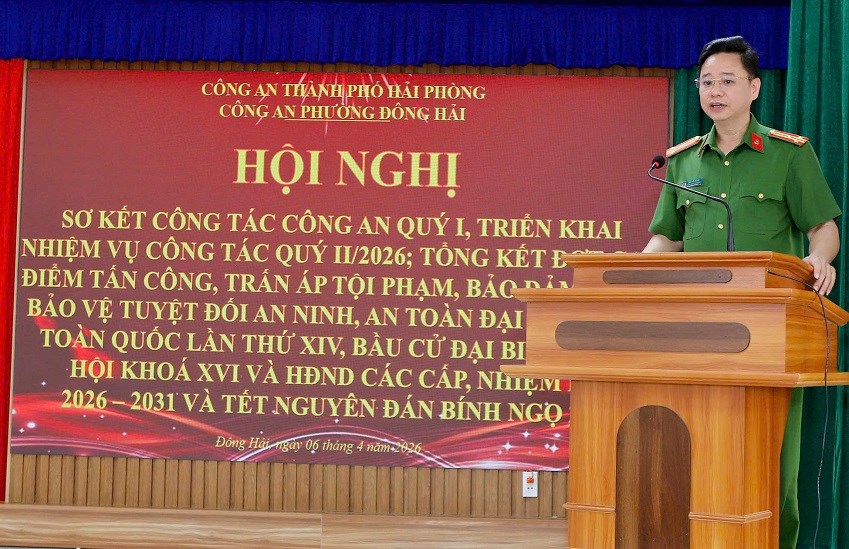 CÔNG AN THÀNH PHỐ HẢI PHÒNG
CÔNG AN PHƯỜNG ĐÔNG HẢI
HỘI NGHỊ
SƠ KẾT CÔNG TÁC CÔNG AN QUÝ I, TRIỂN KHAI
NHIỆM VỤ CÔNG TÁC QUÝ II/2026; TỔNG KẾT ĐỢT
ĐIỂM TẤN CÔNG, TRẤN ÁP TỘI PHẠM, BẢO ĐẢM
BẢO VỆ TUYỆT ĐỐI AN NINH, AN TOÀN ĐẠI
TOÀN QUỐC LẦN THỨ XIV, BẦU CỬ ĐẠI BI
HỘI KHOÁ XVI VÀ HĐND CÁC CẤP, NHIỆM
2026 – 2031 VÀ TẾT NGUYÊN ĐÁN BÍNH NGỌ
Đông Hải, ngày 06 tháng 4 năm 2026